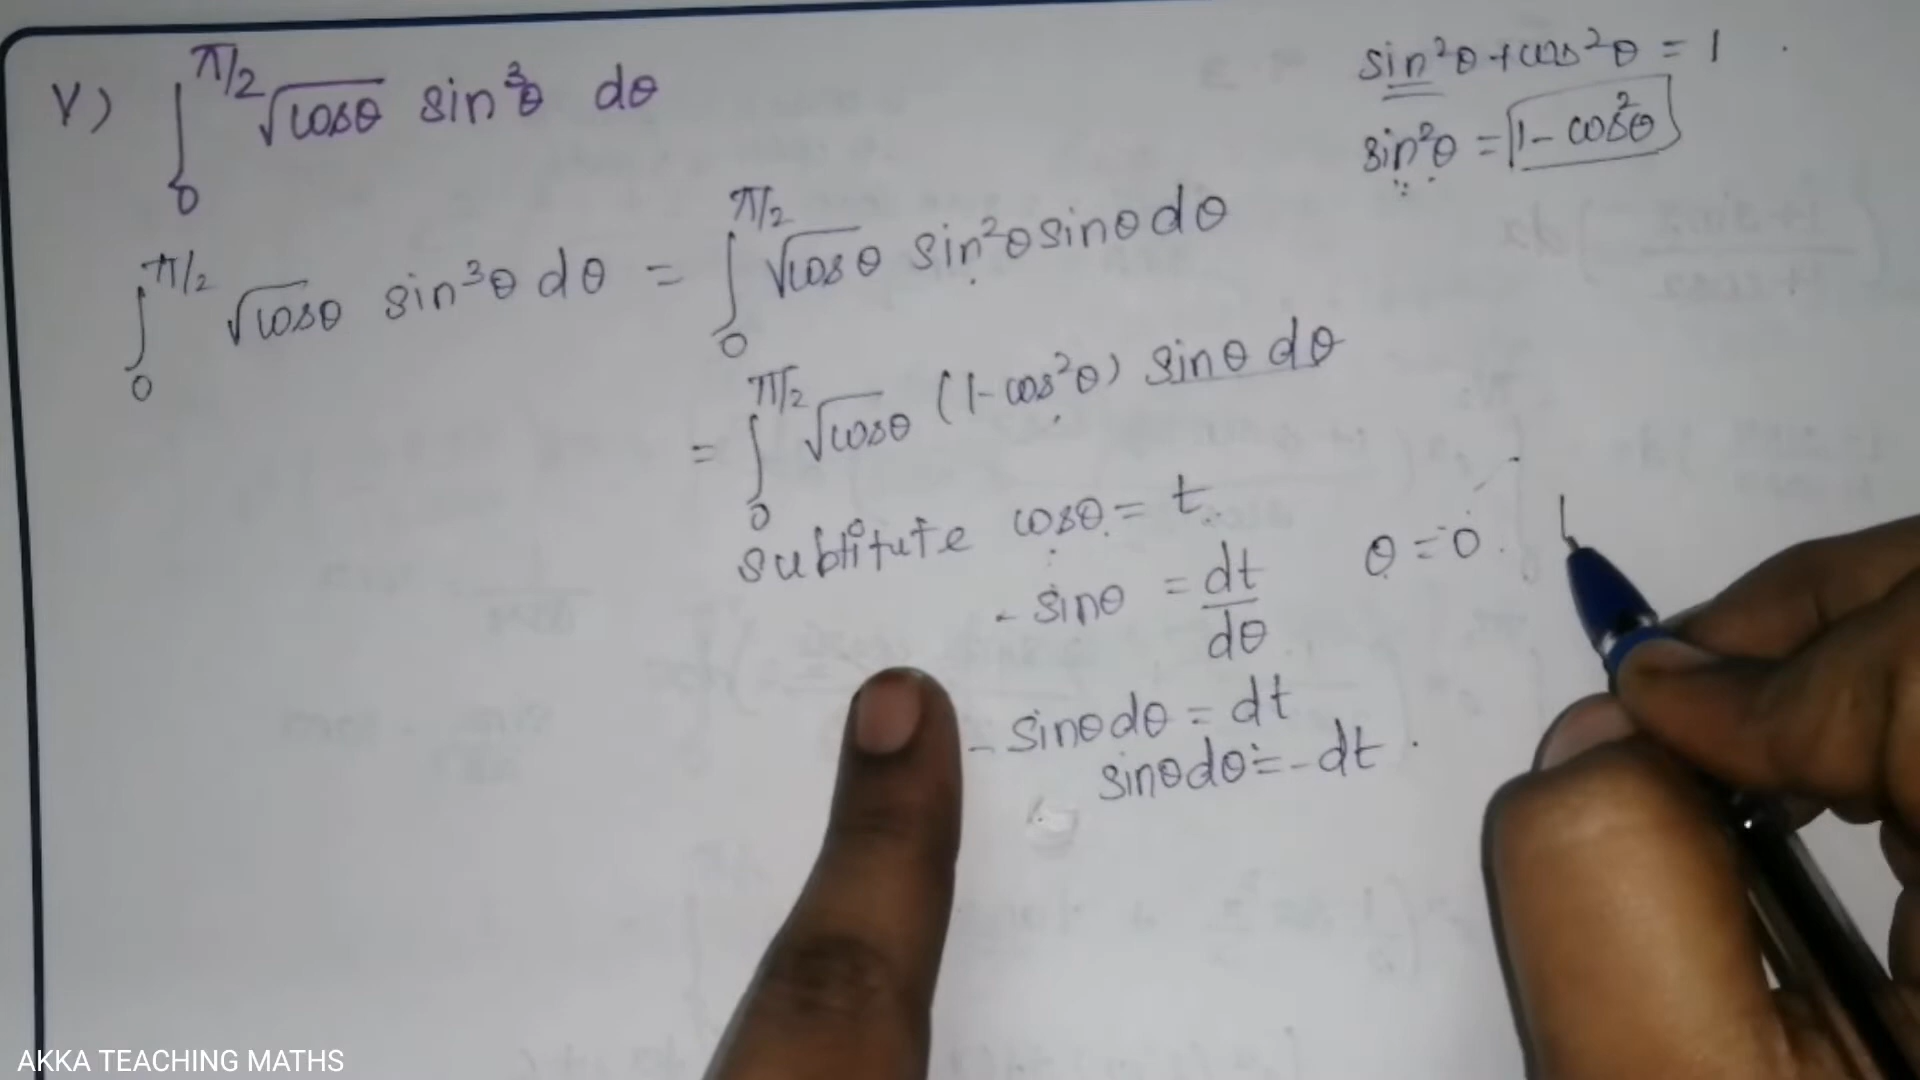 V) ∫₀^π/2 √cosθ sin³θ dθ
sin²θ + cos²θ = 1
sin²θ = 1 - cos²θ
∫₀^π/2 √cosθ sin³θ dθ = ∫₀^π/2 √cosθ sin²θ sinθ dθ
= ∫₀^π/2 √cosθ (1 - cos²θ) sinθ dθ
subtitute cosθ = t
- sinθ = dt/dθ
θ = 0
- sinθ dθ = dt
sinθ dθ = - dt
AKKA TEACHING MATHS